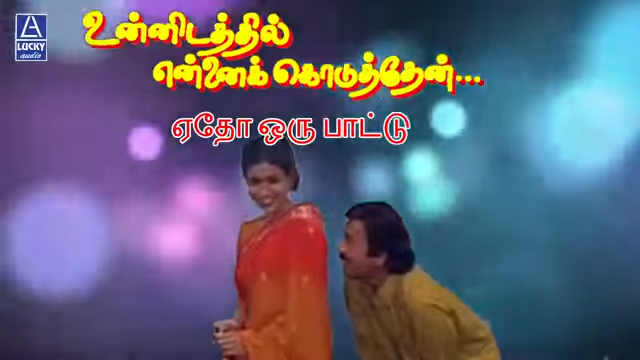 A
LUCKY
audio
உன்னிடத்தில்
என்னைக் கொடுத்தேன்...
ஏதோ ஒரு பாட்டு